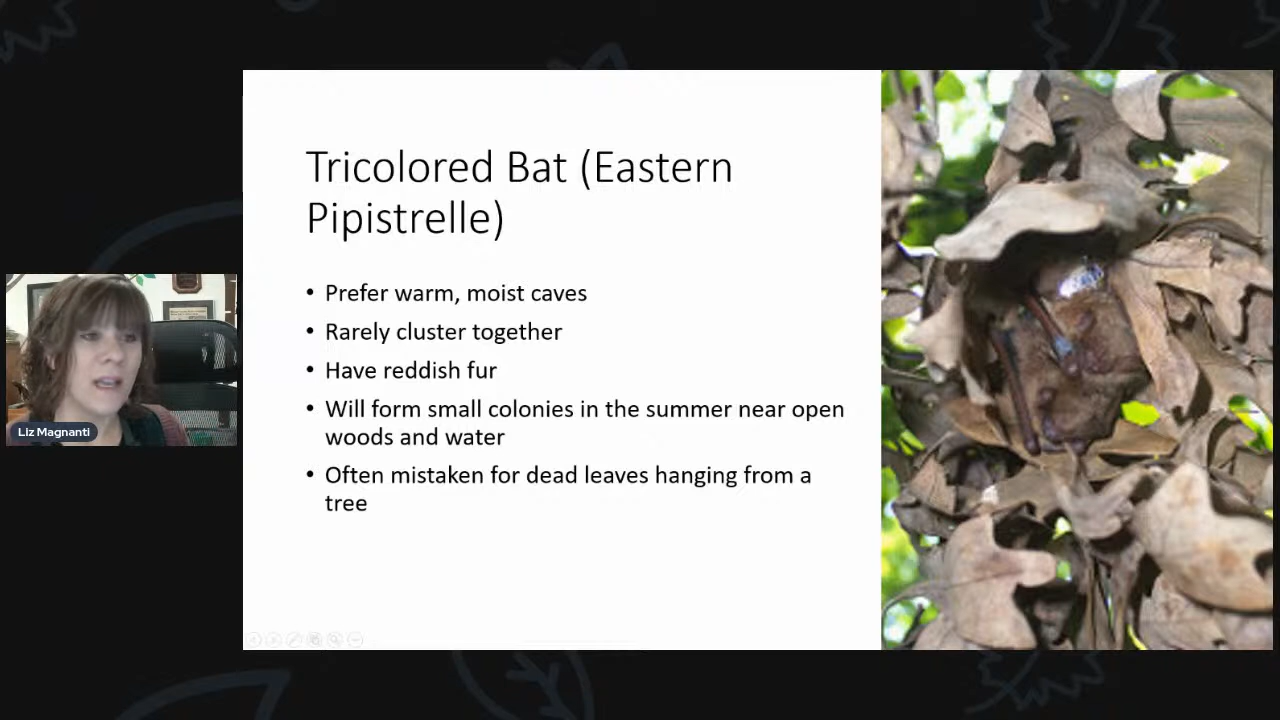 Tricolored Bat (Eastern
Pipistrelle)
• Prefer warm, moist caves
• Rarely cluster together
• Have reddish fur
• Will form small colonies in the summer near open
woods and water
• Often mistaken for dead leaves hanging from a
tree
Liz Magnanti